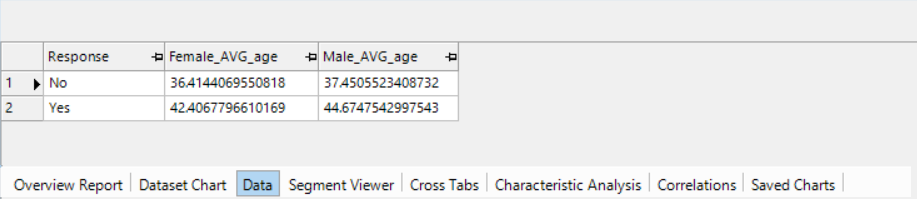 Response Female_AVG_age Male_AVG_age
1 No 36.4144069550818 37.4505523408732
2 Yes 42.4067796610169 44.6747542997543
Overview Report Dataset Chart Data Segment Viewer Cross Tabs Characteristic Analysis Correlations Saved Charts